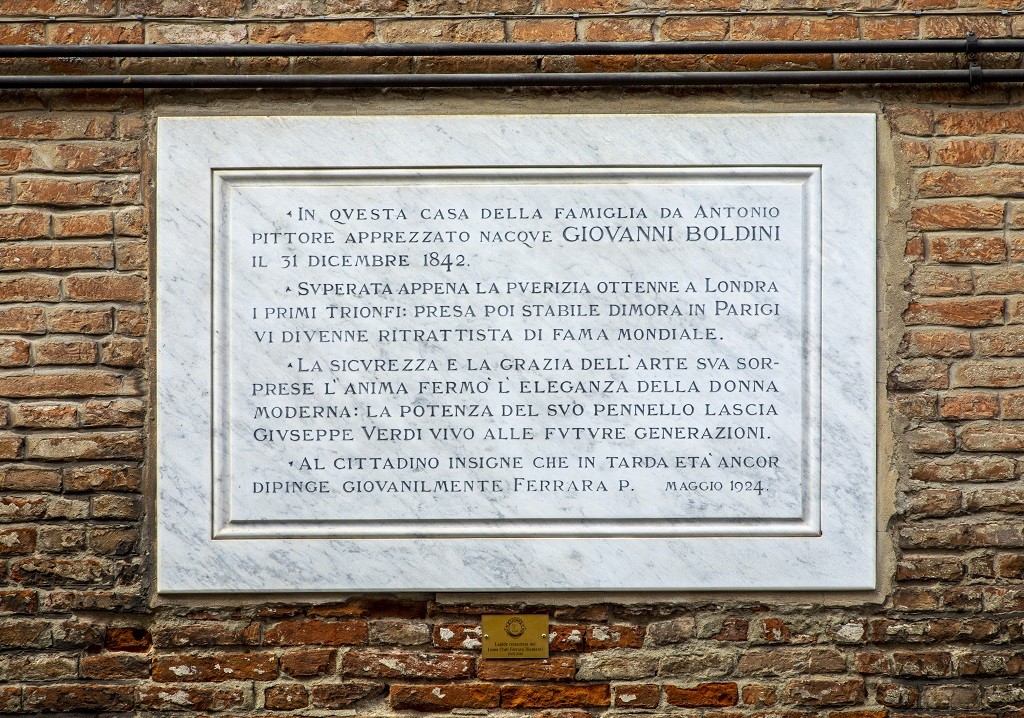 In qvesta casa della famiglia da Antonio
pittore apprezzato nacqve GIOVANNI BOLDINI
il 31 dicembre 1842.
Svperata appena la pverizia ottenne a Londra
i primi trionfi: presa poi stabile dimora in Parigi
vi divenne ritrattista di fama mondiale.
La sicvrezza e la grazia dell'arte sva sor-
prese l'anima fermo' l'eleganza della donna
moderna: la potenza del svo pennello lascia
Givseppe Verdi vivo alle fvtvre generazioni.
Al cittadino insigne che in tarda eta' ancor
dipinge giovanilmente Ferrara p. maggio 1924.